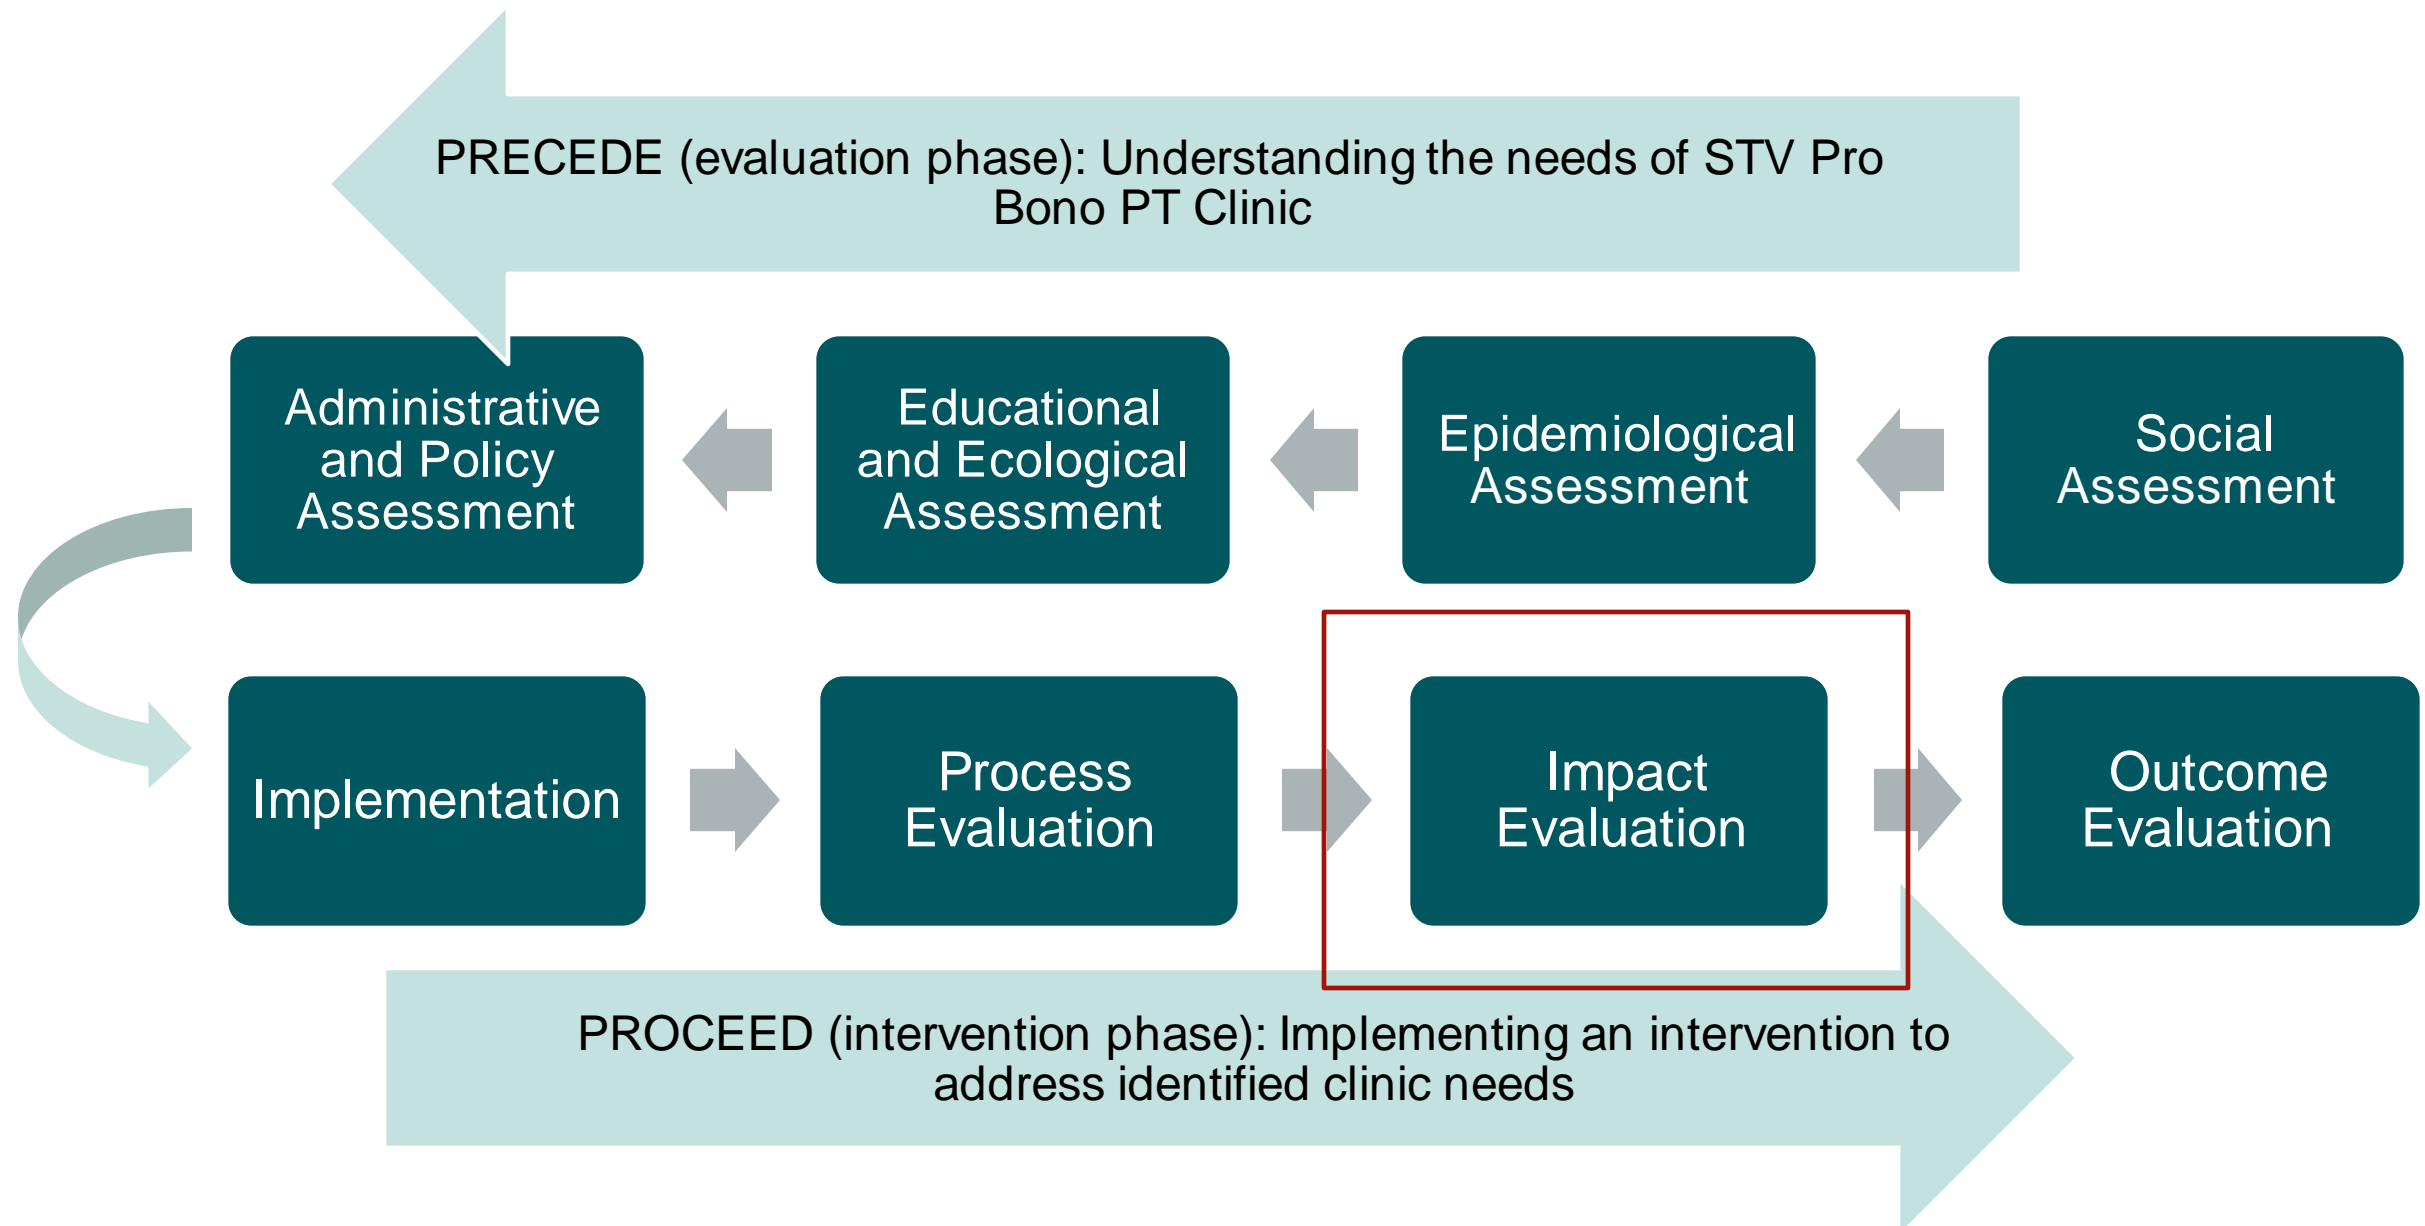 PRECEDE (evaluation phase): Understanding the needs of STV Pro
Bono PT Clinic
Administrative
and Policy
Assessment
Educational
and Ecological
Assessment
Epidemiological
Assessment
Social
Assessment
Implementation
Process
Evaluation
Impact
Evaluation
Outcome
Evaluation
PROCEED (intervention phase): Implementing an intervention to
address identified clinic needs